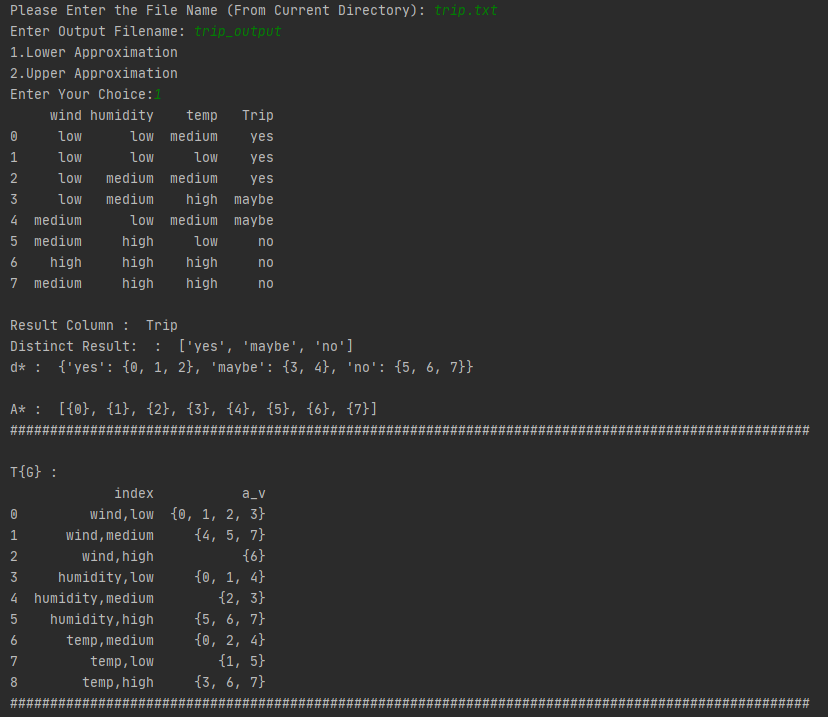 Please Enter the File Name (From Current Directory): trip.txt
Enter Output Filename: trip_output
1.Lower Approximation
2.Upper Approximation
Enter Your Choice:1
     wind humidity    temp   Trip
0     low      low  medium    yes
1     low      low     low    yes
2     low   medium  medium    yes
3     low   medium    high  maybe
4  medium      low  medium  maybe
5  medium     high     low     no
6    high     high    high     no
7  medium     high    high     no
Result Column :  Trip
Distinct Result:  :  ['yes', 'maybe', 'no']
d* :  {'yes': {0, 1, 2}, 'maybe': {3, 4}, 'no': {5, 6, 7}}
A* :  [{0}, {1}, {2}, {3}, {4}, {5}, {6}, {7}]
####################################################################################################
T{G} :
             index           a_v
0         wind,low  {0, 1, 2, 3}
1      wind,medium     {4, 5, 7}
2        wind,high           {6}
3     humidity,low     {0, 1, 4}
4  humidity,medium        {2, 3}
5    humidity,high     {5, 6, 7}
6      temp,medium     {0, 2, 4}
7         temp,low        {1, 5}
8        temp,high     {3, 6, 7}
####################################################################################################